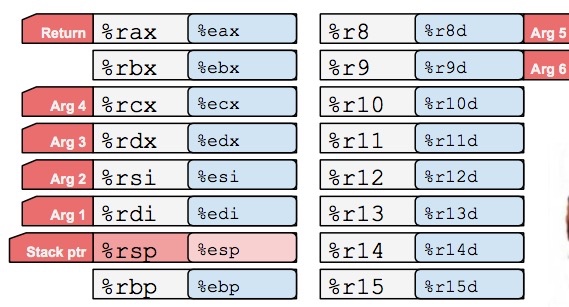 Return %rax %eax %r8 %r8d Arg 5
%rbx %ebx %r9 %r9d Arg 6
Arg 4 %rcx %ecx %r10 %r10d
Arg 3 %rdx %edx %r11 %r11d
Arg 2 %rsi %esi %r12 %r12d
Arg 1 %rdi %edi %r13 %r13d
Stack ptr %rsp %esp %r14 %r14d
%rbp %ebp %r15 %r15d